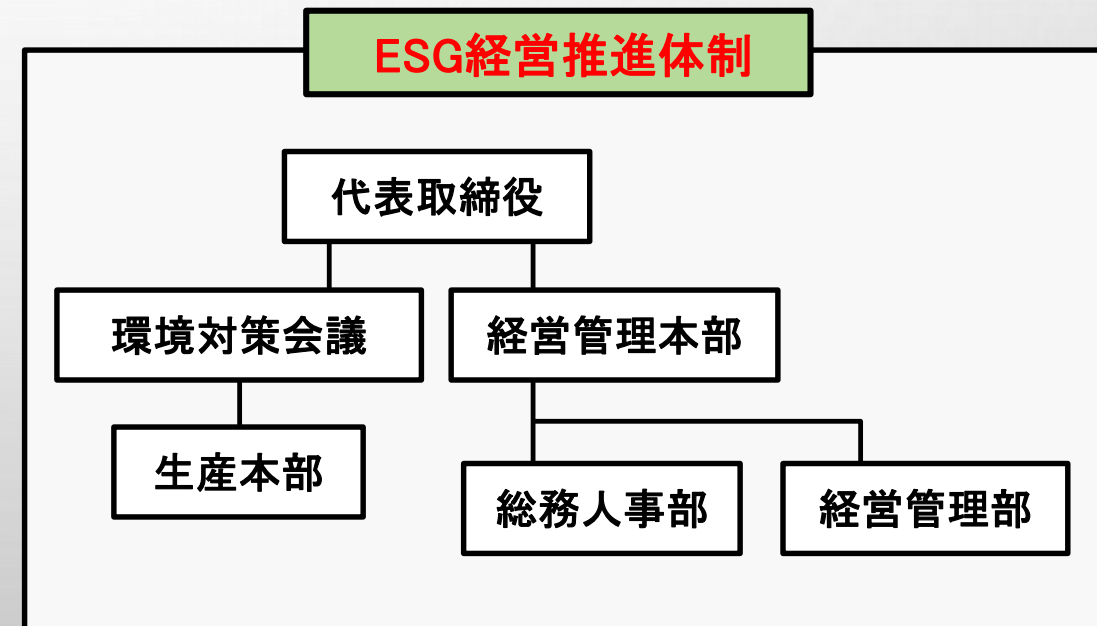 ESG経営推進体制
代表取締役
環境対策会議
経営管理本部
生産本部
総務人事部
経営管理部